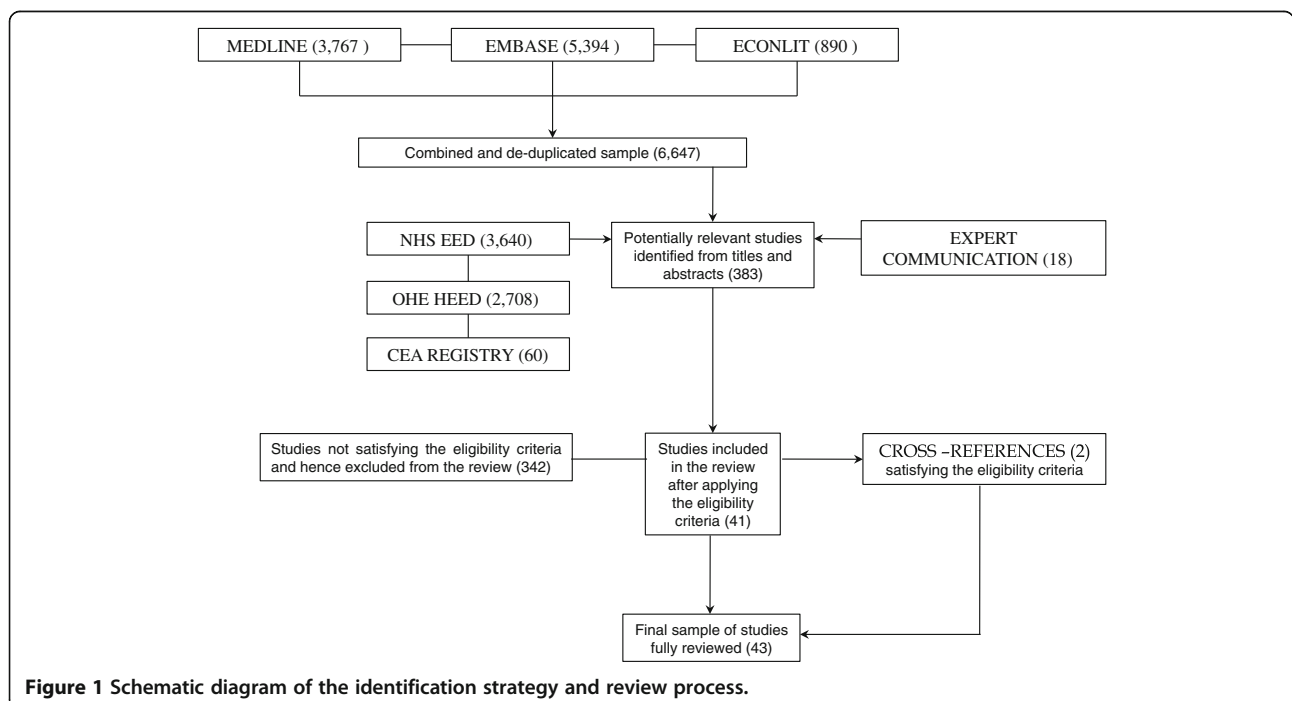 MEDLINE (3,767 )
EMBASE (5,394 )
ECONLIT (890 )
Combined and de-duplicated sample (6,647)
NHS EED (3,640)
Potentially relevant studies
identified from titles and
abstracts (383)
EXPERT
COMMUNICATION (18)
OHE HEED (2,708)
CEA REGISTRY (60)
Studies not satisfying the eligibility criteria
and hence excluded from the review (342)
Studies included
in the review
after applying
the eligibility
criteria (41)
CROSS –REFERENCES (2)
satisfying the eligibility criteria
Final sample of studies
fully reviewed (43)
Figure 1 Schematic diagram of the identification strategy and review process.